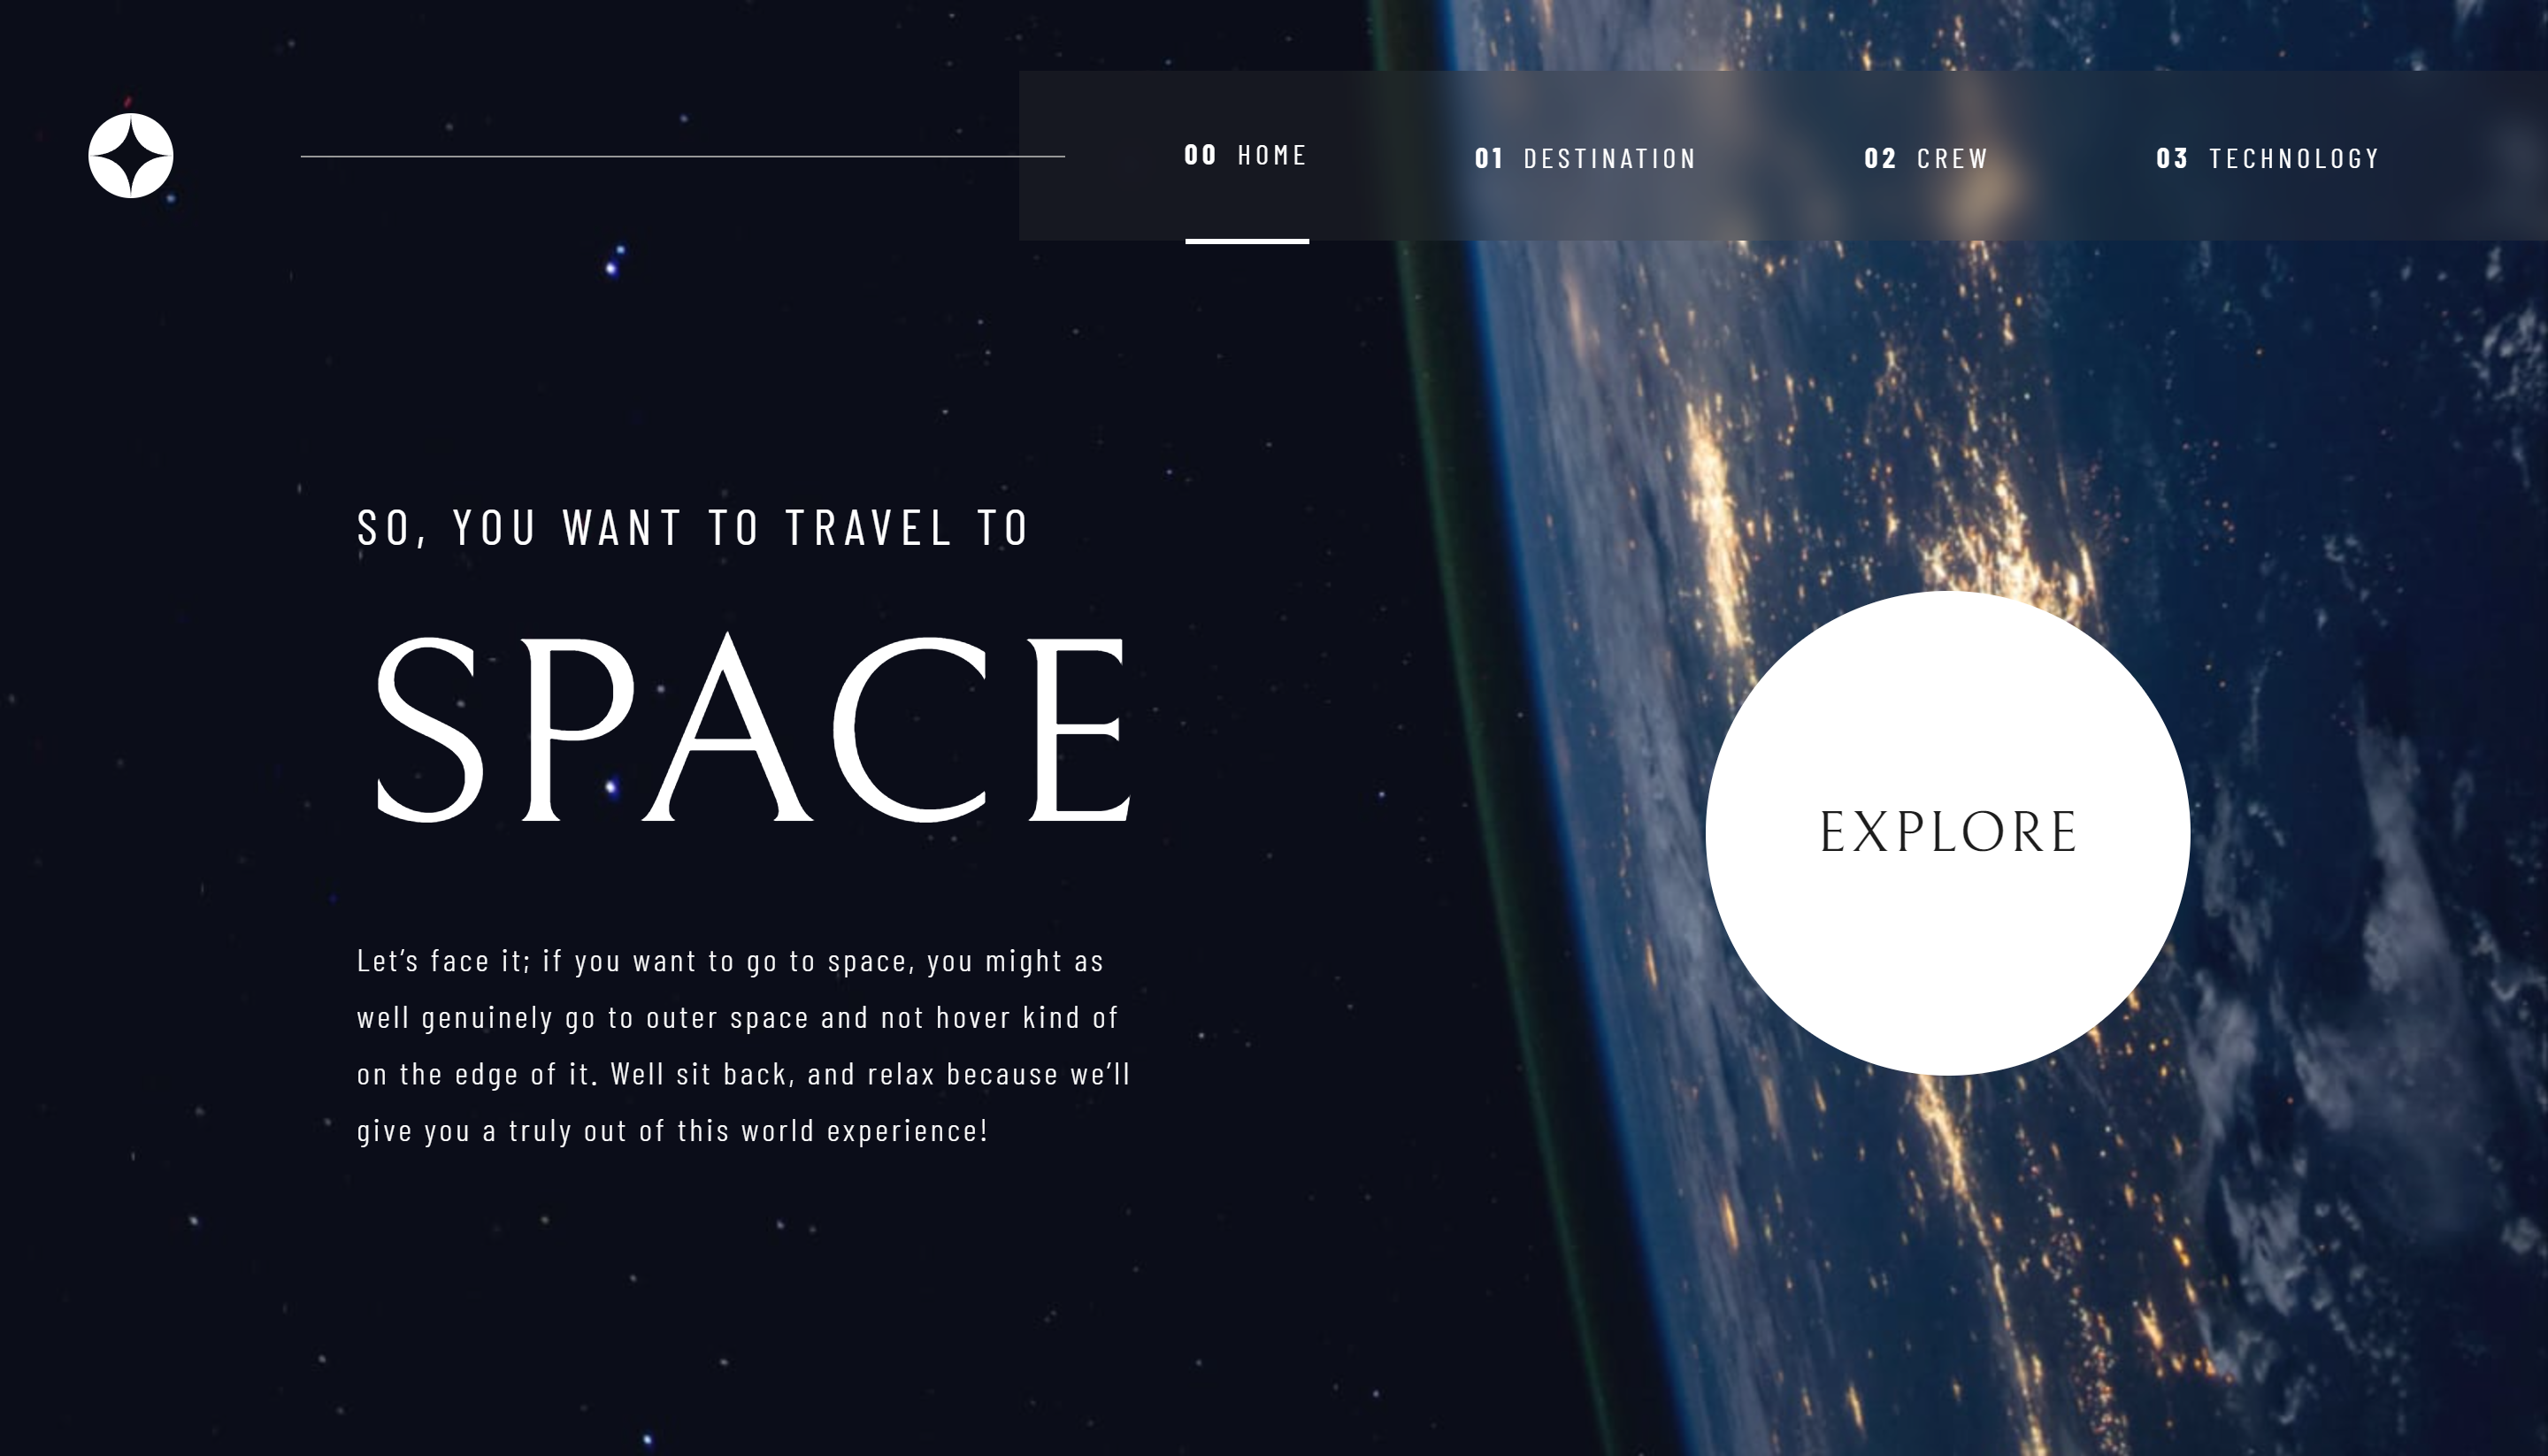 00 HOME
01 DESTINATION
02 CREW
03 TECHNOLOGY
SO, YOU WANT TO TRAVEL TO
SPACE
Let’s face it; if you want to go to space, you might as
well genuinely go to outer space and not hover kind of
on the edge of it. Well sit back, and relax because we’ll
give you a truly out of this world experience!
EXPLORE